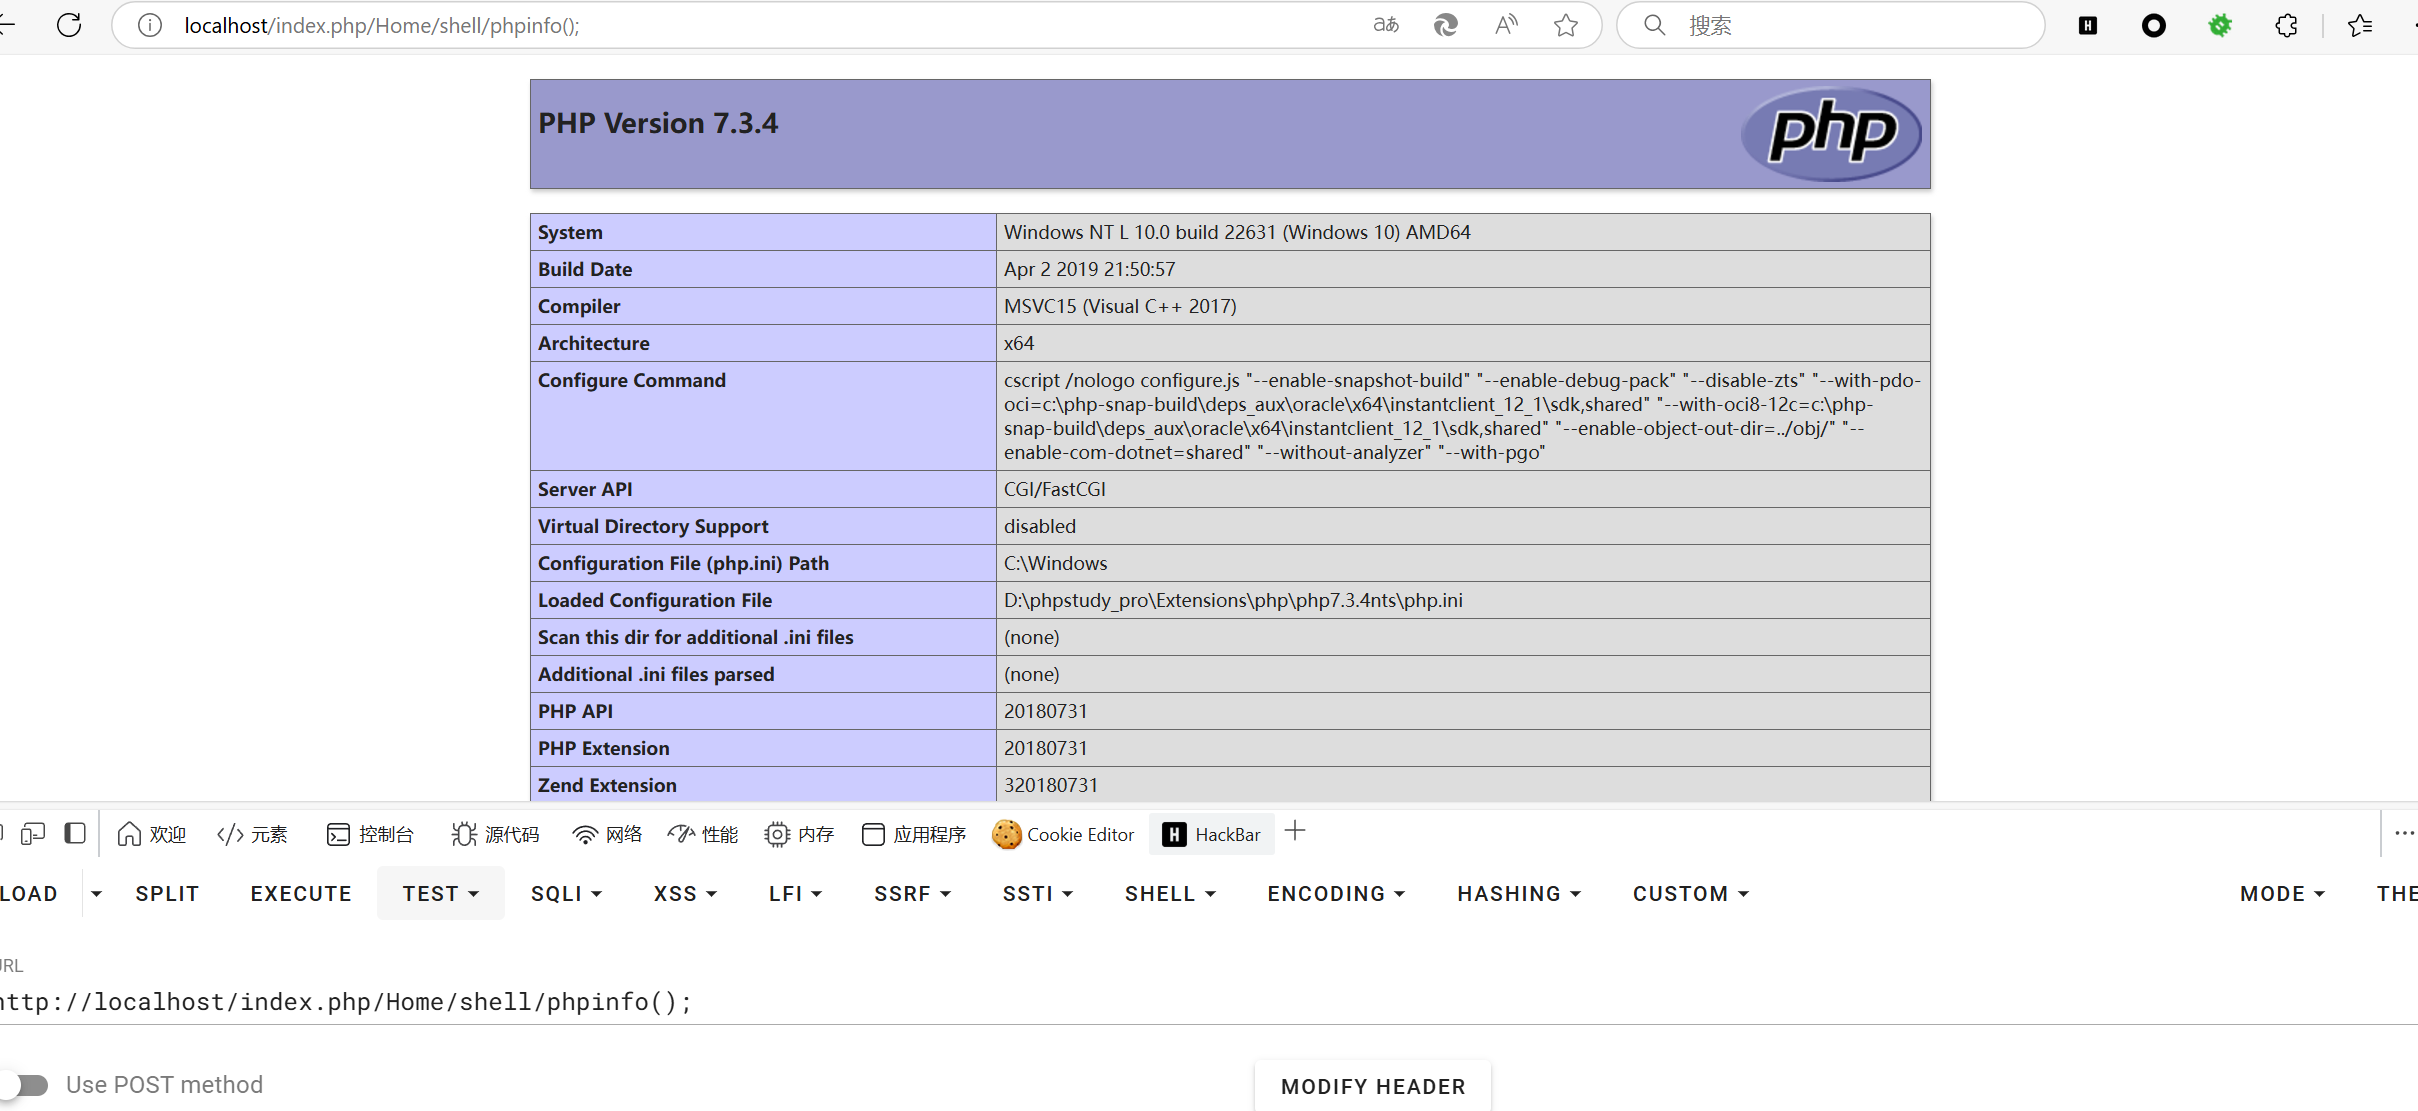 localhost/index.php/Home/shell/phpinfo();
搜索
PHP Version 7.3.4
php
System Windows NT L 10.0 build 22631 (Windows 10) AMD64
Build Date Apr 2 2019 21:50:57
Compiler MSVC15 (Visual C++ 2017)
Architecture x64
Configure Command cscript /nologo configure.js "--enable-snapshot-build" "--enable-debug-pack" "--disable-zts" "--with-pdo-
oci=c:\php-snap-build\deps_aux\oracle\x64\instantclient_12_1\sdk,shared" "--with-oci8-12c=c:\php-
snap-build\deps_aux\oracle\x64\instantclient_12_1\sdk,shared" "--enable-object-out-dir=../obj/" "--
enable-com-dotnet=shared" "--without-analyzer" "--with-pgo"
Server API CGI/FastCGI
Virtual Directory Support disabled
Configuration File (php.ini) Path C:\Windows
Loaded Configuration File D:\phpstudy_pro\Extensions\php\php7.3.4nts\php.ini
Scan this dir for additional .ini files (none)
Additional .ini files parsed (none)
PHP API 20180731
PHP Extension 20180731
Zend Extension 320180731
欢迎 元素 控制台 源代码 网络 性能 内存 应用程序 Cookie Editor HackBar
LOAD SPLIT EXECUTE TEST SQLI XSS LFI SSRF SSTI SHELL ENCODING HASHING CUSTOM MODE THE
URL
http://localhost/index.php/Home/shell/phpinfo();
Use POST method MODIFY HEADER